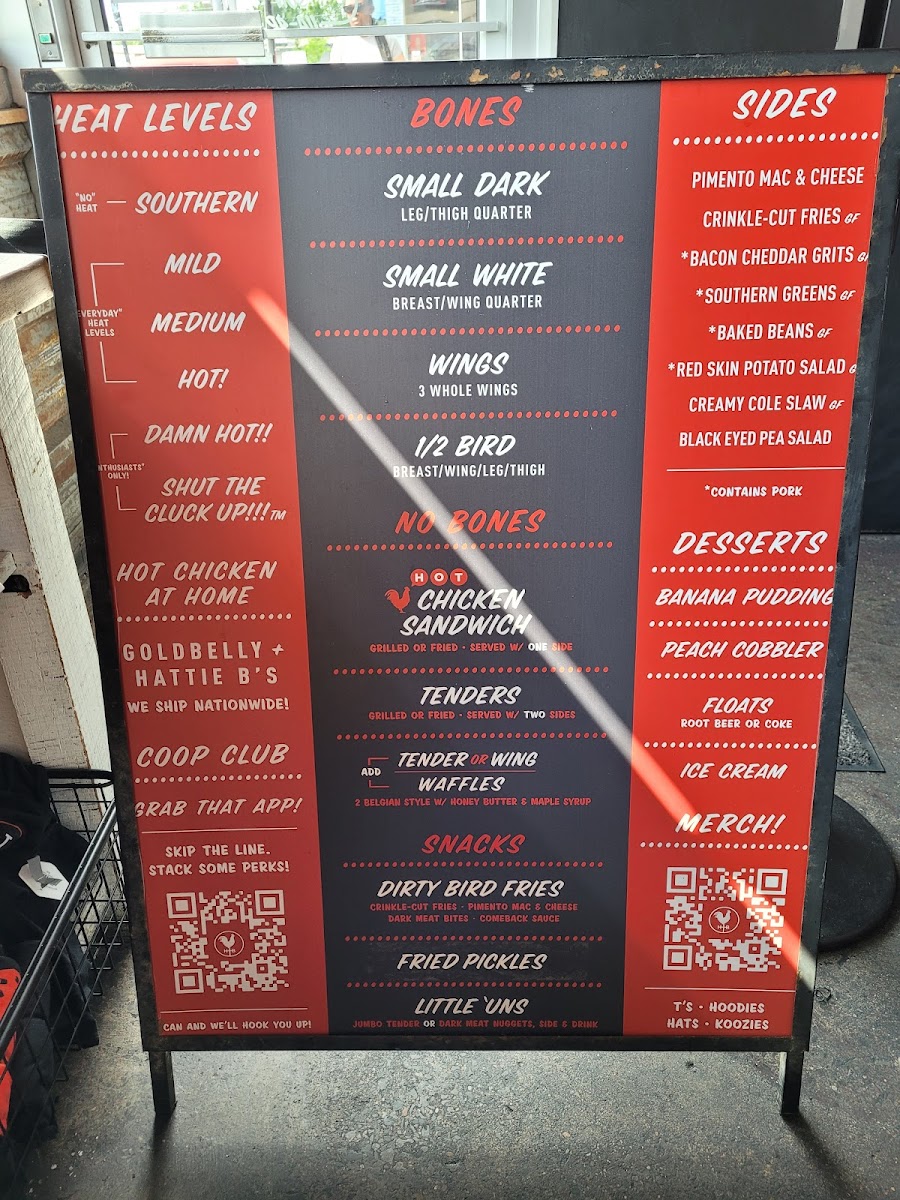 HEAT LEVELS
"NO" HEAT
SOUTHERN
MILD
EVERYDAY"
HEAT
LEVELS
MEDIUM
HOT!
DAMN HOT!!
ENTHUSIASTS'
ONLY!
SHUT THE
CLUCK UP!!!™
HOT CHICKEN
AT HOME
GOLDBELLY +
HATTIE B'S
WE SHIP NATIONWIDE!
COOP CLUB
GRAB THAT APP!
SKIP THE LINE.
STACK SOME PERKS!
H B
CAN AND WE'LL HOOK YOU UP!
BONES
SMALL DARK
LEG/THIGH QUARTER
SMALL WHITE
BREAST/WING QUARTER
WINGS
3 WHOLE WINGS
1/2 BIRD
BREAST/WING/LEG/THIGH
NO BONES
HOT
CHICKEN
SANDWICH
GRILLED OR FRIED · SERVED W/ ONE SIDE
TENDERS
GRILLED OR FRIED · SERVED W/ TWO SIDES
ADD
TENDER OR WING
WAFFLES
2 BELGIAN STYLE W/ HONEY BUTTER & MAPLE SYRUP
SNACKS
DIRTY BIRD FRIES
CRINKLE-CUT FRIES · PIMENTO MAC & CHEESE
DARK MEAT BITES · COMEBACK SAUCE
FRIED PICKLES
LITTLE 'UNS
JUMBO TENDER OR DARK MEAT NUGGETS, SIDE & DRINK
SIDES
PIMENTO MAC & CHEESE
CRINKLE-CUT FRIES GF
*BACON CHEDDAR GRITS G
*SOUTHERN GREENS GF
*BAKED BEANS GF
*RED SKIN POTATO SALAD G
CREAMY COLE SLAW GF
BLACK EYED PEA SALAD
*CONTAINS PORK
DESSERTS
BANANA PUDDING
PEACH COBBLER
FLOATS
ROOT BEER OR COKE
ICE CREAM
MERCH!
H B
T'S · HOODIES
HATS · KOOZIES